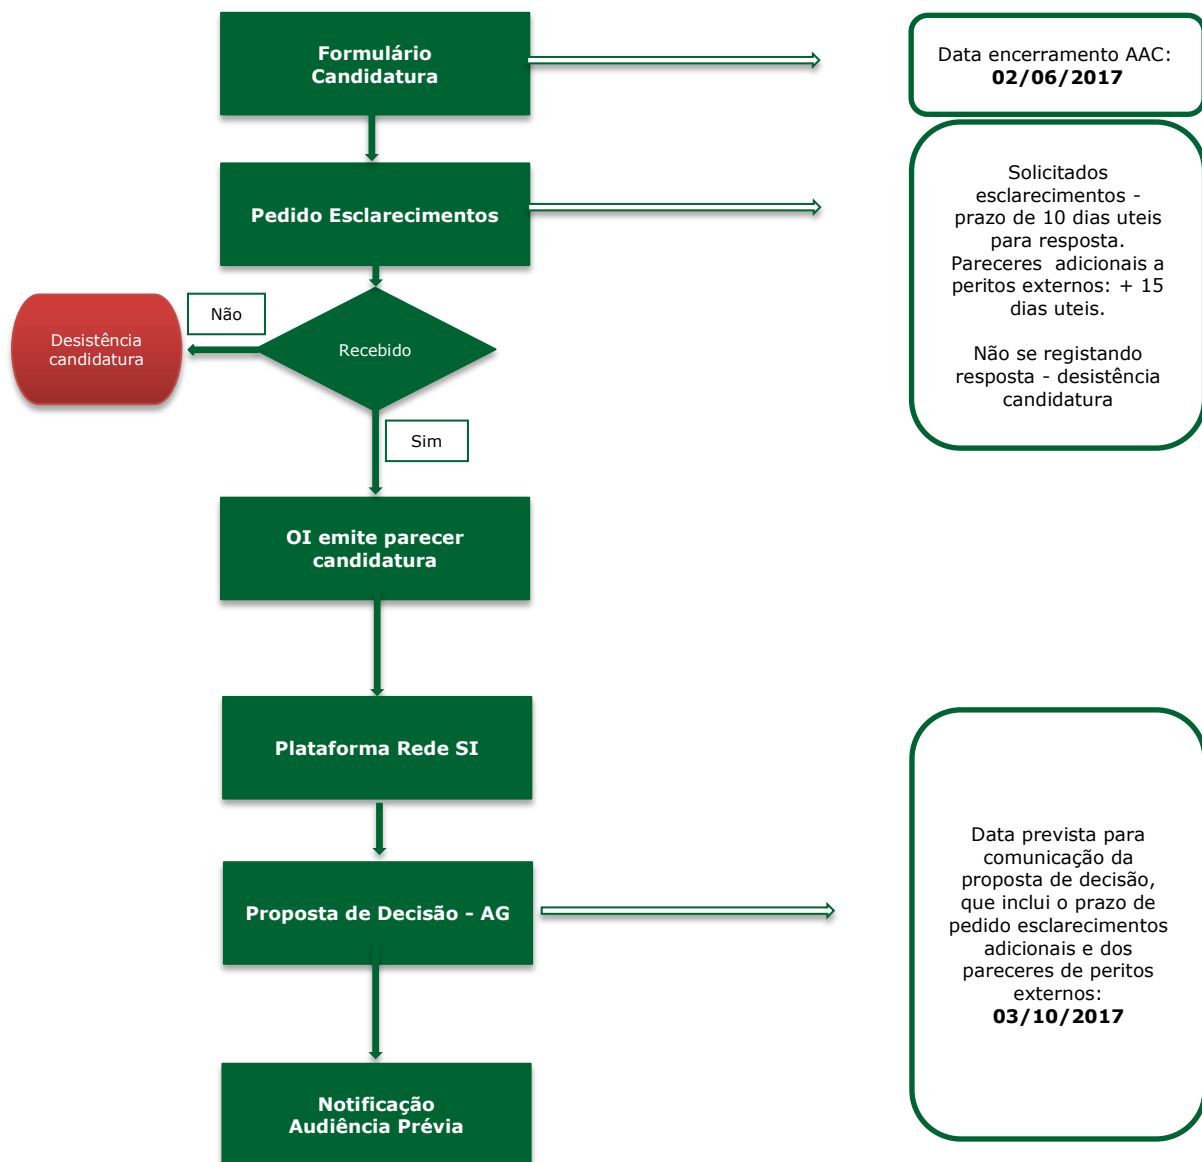 Formulário
Candidatura
Data encerramento AAC:
02/06/2017
Pedido Esclarecimentos
Solicitados
esclarecimentos -
prazo de 10 dias uteis
para resposta.
Pareceres  adicionais a
peritos externos: + 15
dias uteis.
Não se registando
resposta - desistência
candidatura
Não
Desistência
candidatura
Recebido
Sim
OI emite parecer
candidatura
Plataforma Rede SI
Proposta de Decisão - AG
Data prevista para
comunicação da
proposta de decisão,
que inclui o prazo de
pedido esclarecimentos
adicionais e dos
pareceres de peritos
externos:
03/10/2017
Notificação
Audiência Prévia